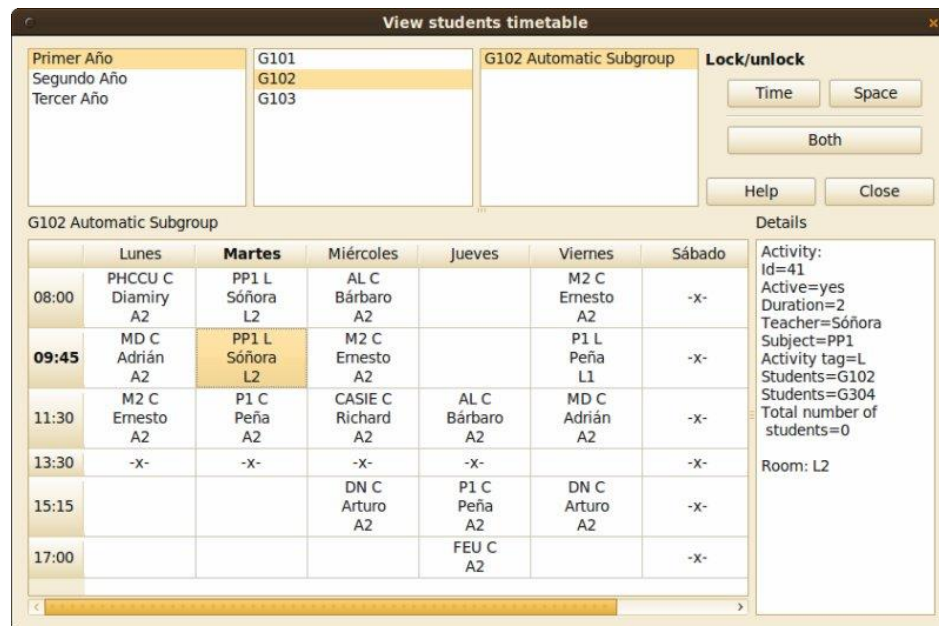 View students timetable
Primer Año
Segundo Año
Tercer Año
G101
G102
G103
G102 Automatic Subgroup
Lock/unlock
Time Space
Both
Help Close
G102 Automatic Subgroup
Details
Lunes Martes Miércoles Jueves Viernes Sábado
08:00
PHCCU C
Diamiry
A2
PP1 L
Sóñora
L2
AL C
Bárbaro
A2
M2 C
Ernesto
A2
-x-
09:45
MD C
Adrián
A2
PP1 L
Sóñora
L2
M2 C
Ernesto
A2
P1 L
Peña
L1
-x-
11:30
M2 C
Ernesto
A2
P1 C
Peña
A2
CASIE C
Richard
A2
AL C
Bárbaro
A2
MD C
Adrián
A2
-x-
13:30 -x- -x- -x- -x- -x-
15:15
DN C
Arturo
A2
P1 C
Peña
A2
DN C
Arturo
A2
-x-
17:00
FEU C
A2
-x-
Activity:
Id=41
Active=yes
Duration=2
Teacher=Sóñora
Subject=PP1
Activity tag=L
Students=G102
Students=G304
Total number of
students=0
Room: L2